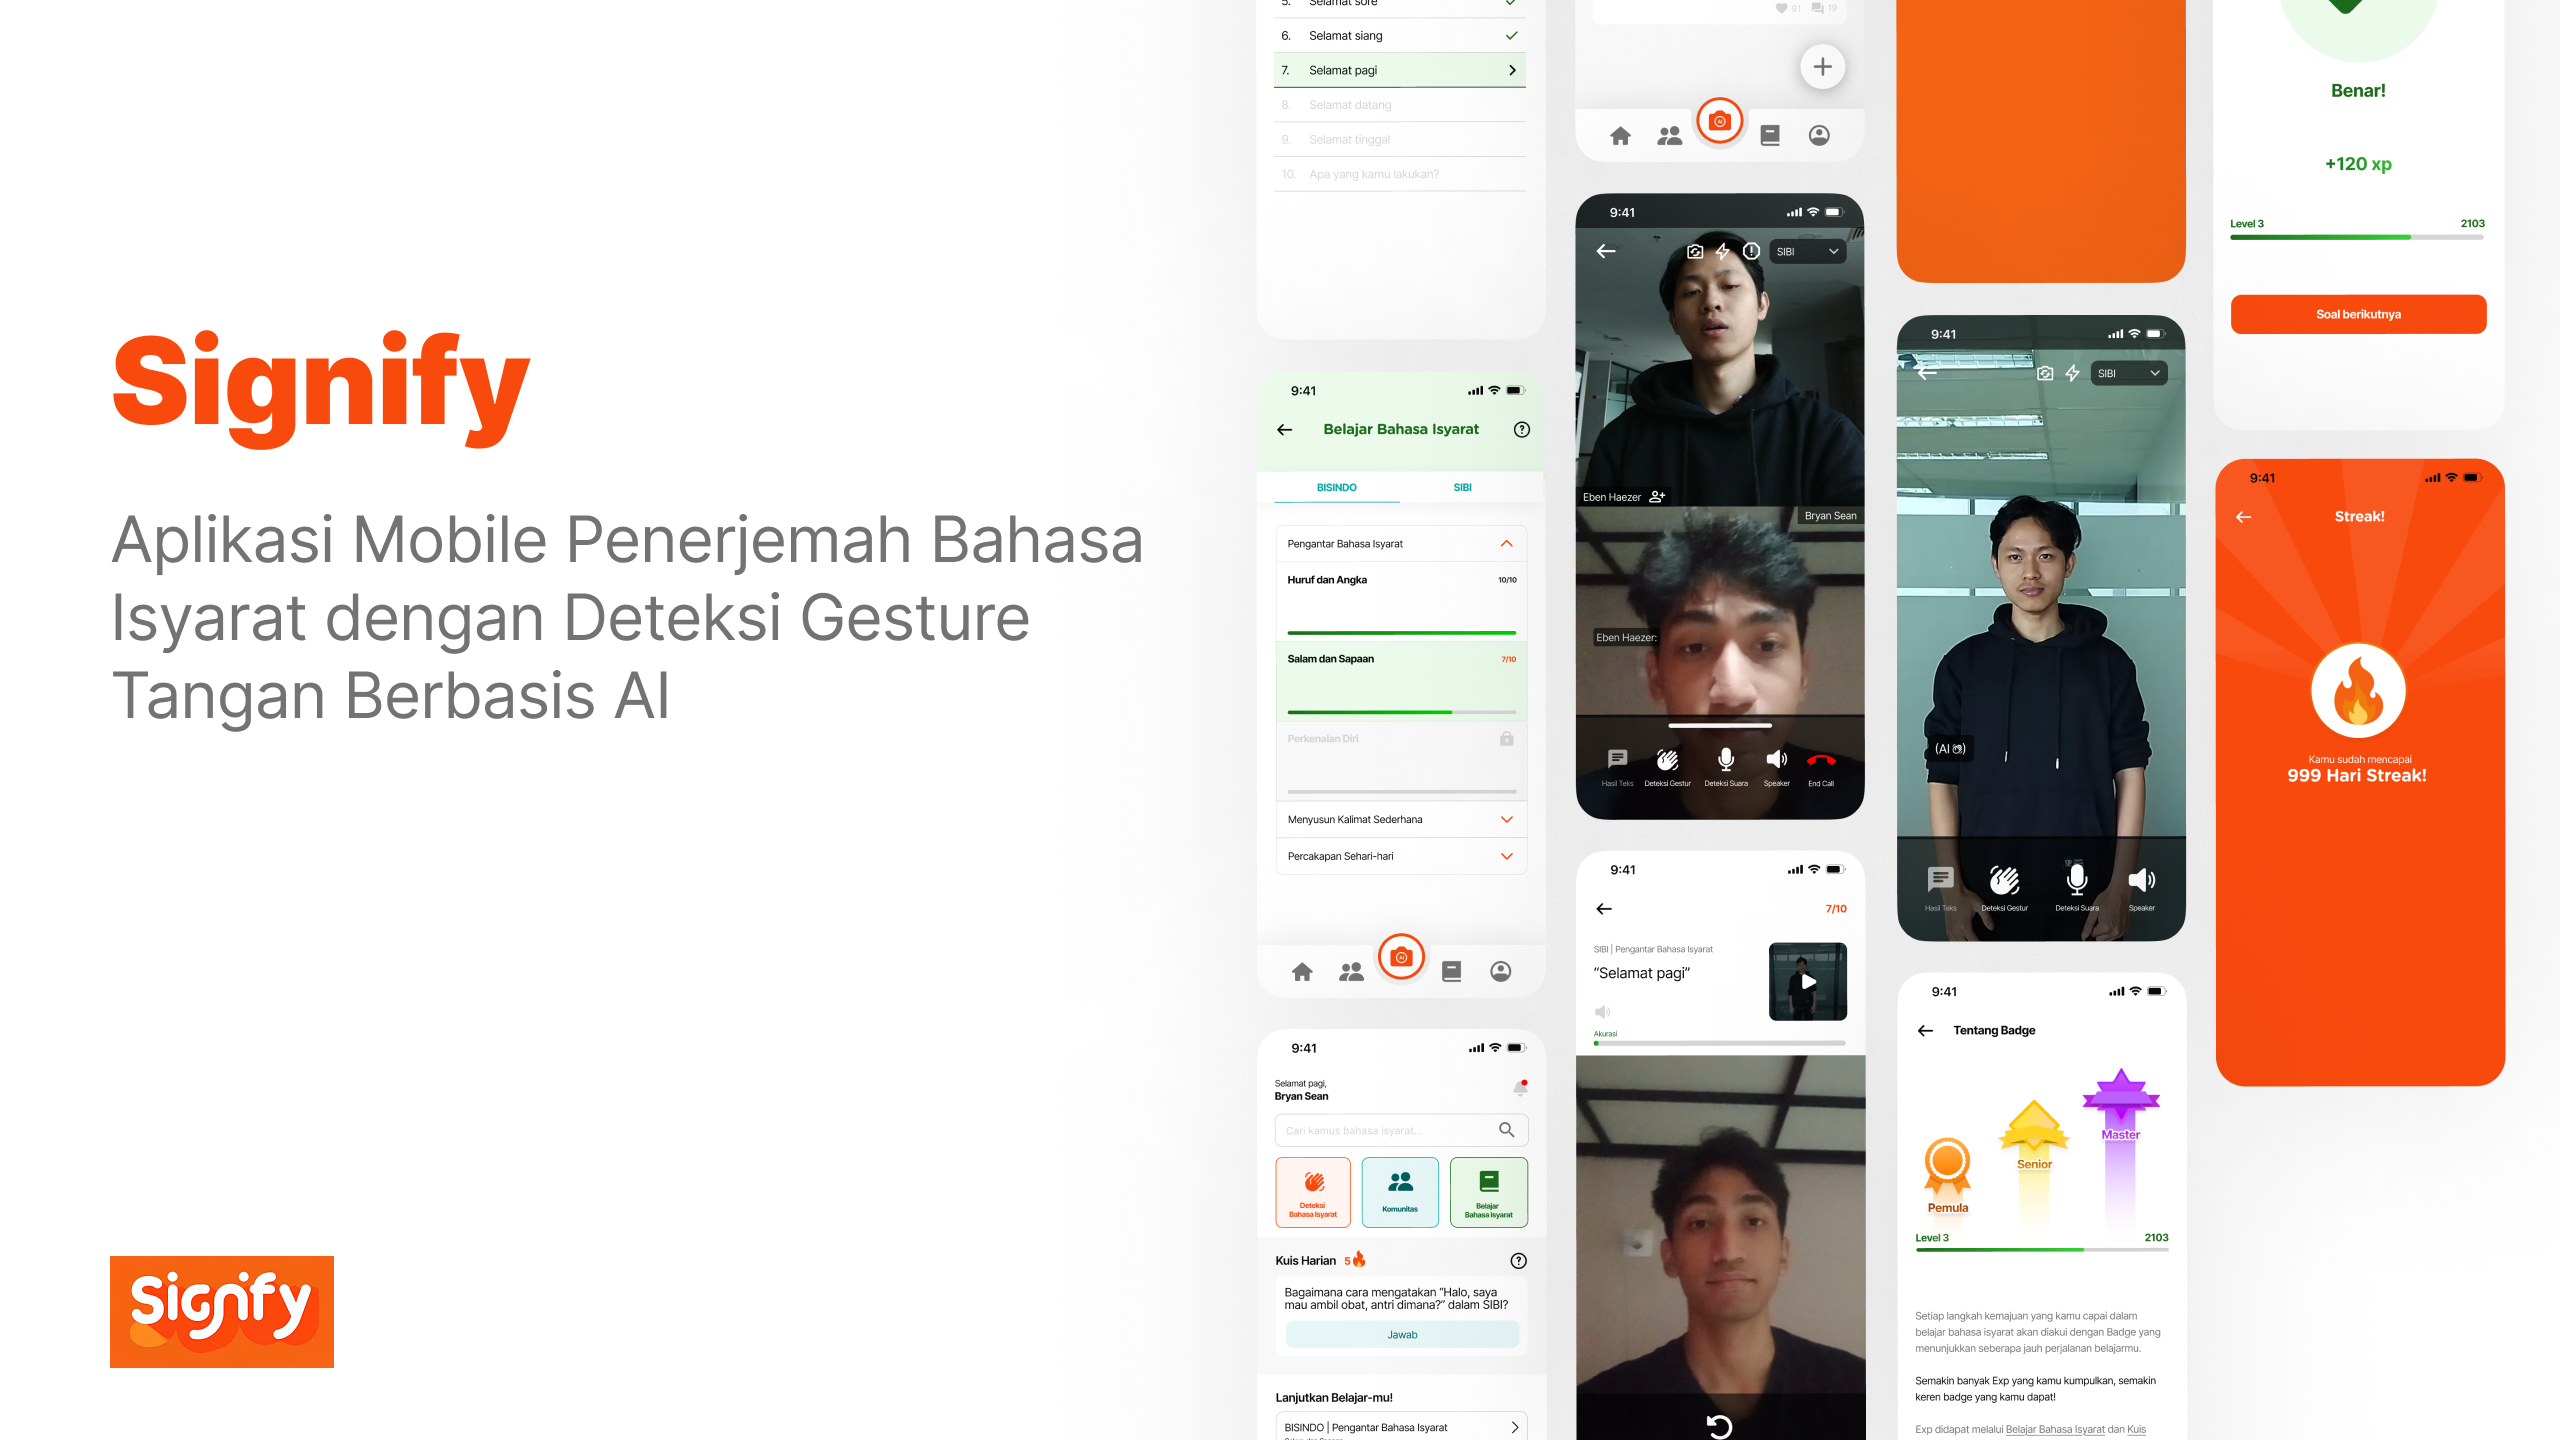 Signify
Aplikasi Mobile Penerjemah Bahasa
Isyarat dengan Deteksi Gesture
Tangan Berbasis AI
Signify
5. Selamat sore
6. Selamat siang
7. Selamat pagi
8. Selamat datang
9. Selamat tinggal
10. Apa yang kamu lakukan?
9:41
Belajar Bahasa Isyarat
BISINDO SIBI
Pengantar Bahasa Isyarat
Huruf dan Angka 10/10
Salam dan Sapaan 7/10
Perkenalan Diri
Menyusun Kalimat Sederhana
Percakapan Sehari-hari
9:41
Selamat pagi,
Bryan Sean
Cari kamus bahasa isyarat...
Deteksi
Bahasa Isyarat
Komunitas
Belajar
Bahasa Isyarat
Kuis Harian 5
Bagaimana cara mengatakan "Halo, saya
mau ambil obat, antri dimana?" dalam SIBI?
Jawab
Lanjutkan Belajar-mu!
BISINDO | Pengantar Bahasa Isyarat
91 19
AI
9:41
SIBI
Eben Haezer
Bryan Sean
Eben Haezer:
Hasil Teks Deteksi Gestur Deteksi Suara Speaker End Call
9:41
7/10
SIBI | Pengantar Bahasa Isyarat
"Selamat pagi"
Akurasi
9:41
SIBI
(AI )
Hasil Teks Deteksi Gestur Deteksi Suara Speaker
9:41
Tentang Badge
Master
Senior
Pemula
Level 3 2103
Setiap langkah kemajuan yang kamu capai dalam
belajar bahasa isyarat akan diakui dengan Badge yang
menunjukkan seberapa jauh perjalanan belajarmu.
Semakin banyak Exp yang kamu kumpulkan, semakin
keren badge yang kamu dapat!
Exp didapat melalui Belajar Bahasa Isyarat dan Kuis
Benar!
+120 xp
Level 3 2103
Soal berikutnya
9:41
Streak!
Kamu sudah mencapai
999 Hari Streak!